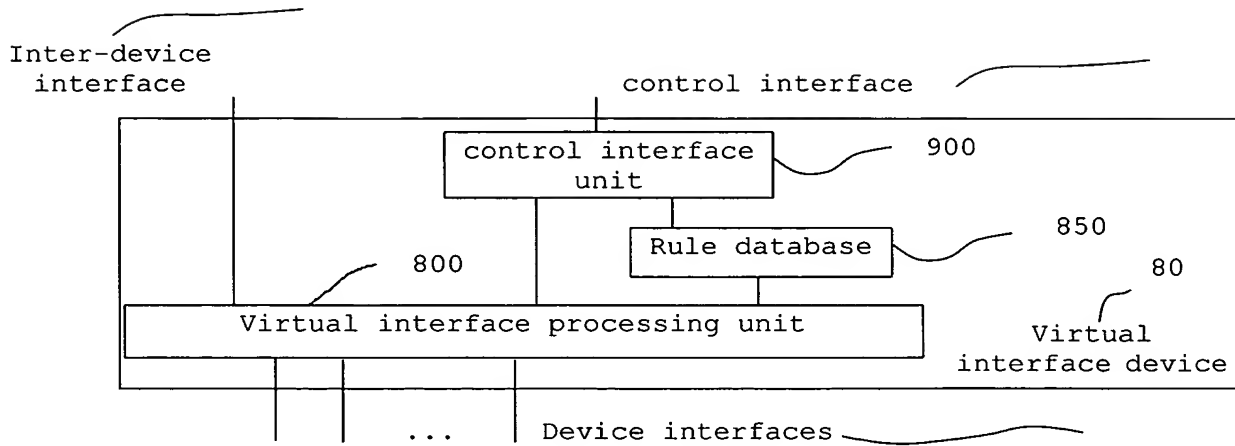 Inter-device
interface
control interface
control interface
unit
900
Rule database
850
800
80
Virtual interface processing unit
Virtual
interface device
...
Device interfaces